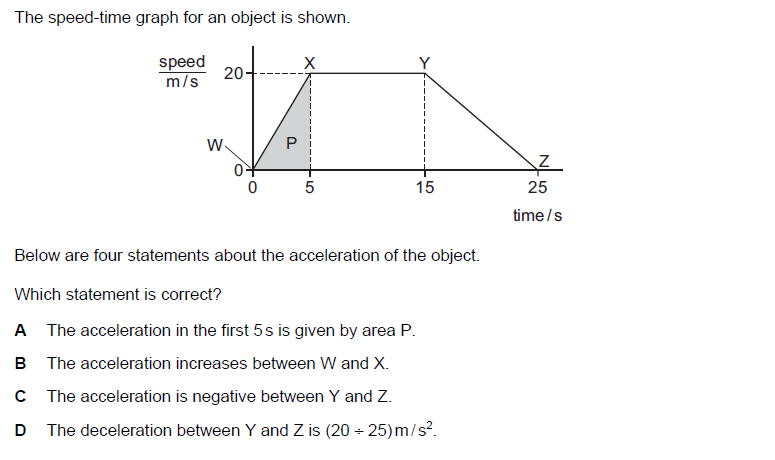 The speed-time graph for an object is shown.
speed
m/s
20
X
Y
W
P
Z
0
0
5
15
25
time/s
Below are four statements about the acceleration of the object.
Which statement is correct?
A The acceleration in the first 5 s is given by area P.
B The acceleration increases between W and X.
C The acceleration is negative between Y and Z.
D The deceleration between Y and Z is (20 ÷ 25) m/s².